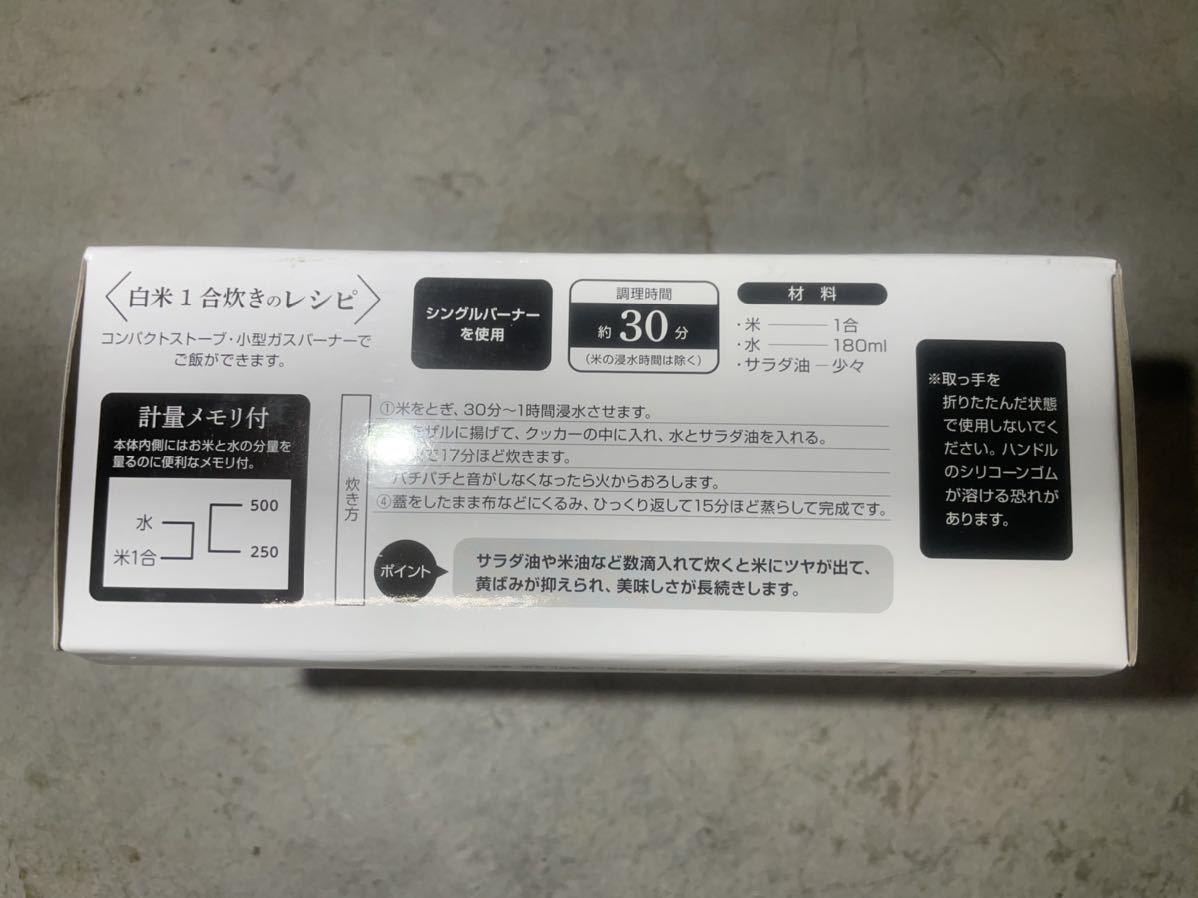 〈白米1合炊きのレシピ〉
コンパクトストーブ・小型ガスバーナーで
ご飯ができます。
シングルバーナー
を使用
調理時間
約30分
(米の浸水時間は除く)
材料
・米 ――― 1合
・水 ――― 180ml
・サラダ油 ― 少々
※取っ手を
折りたたんだ状態
で使用しないでく
ださい。ハンドル
のシリコーンゴム
が溶ける恐れが
あります。
計量メモリ付
本体内側にはお米と水の分量を
量るのに便利なメモリ付。
水
米1合
500
250
炊き方
①米をとぎ、30分〜1時間浸水させます。
ザルに揚げて、クッカーの中に入れ、水とサラダ油を入れる。
で17分ほど炊きます。
パチパチと音がしなくなったら火からおろします。
④蓋をしたまま布などにくるみ、ひっくり返して15分ほど蒸らして完成です。
ポイント
サラダ油や米油など数滴入れて炊くと米にツヤが出て、
黄ばみが抑えられ、美味しさが長続きします。